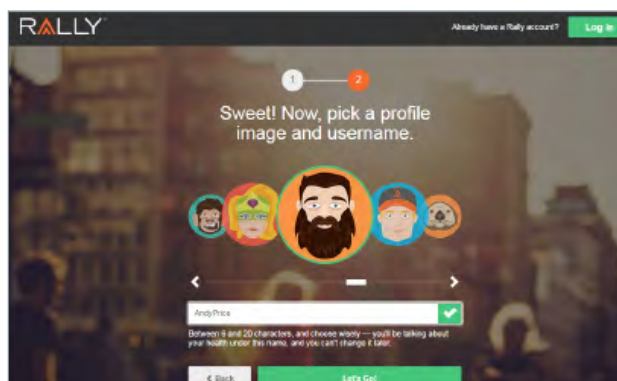 RALLY
Already have a Rally account?
Log In
1
2
Sweet! Now, pick a profile
image and username.
AndyPrice
Between 6 and 20 characters, and choose wisely — you'll be talking about
your health under this name, and you can't change it later.
Back
Let's Go!